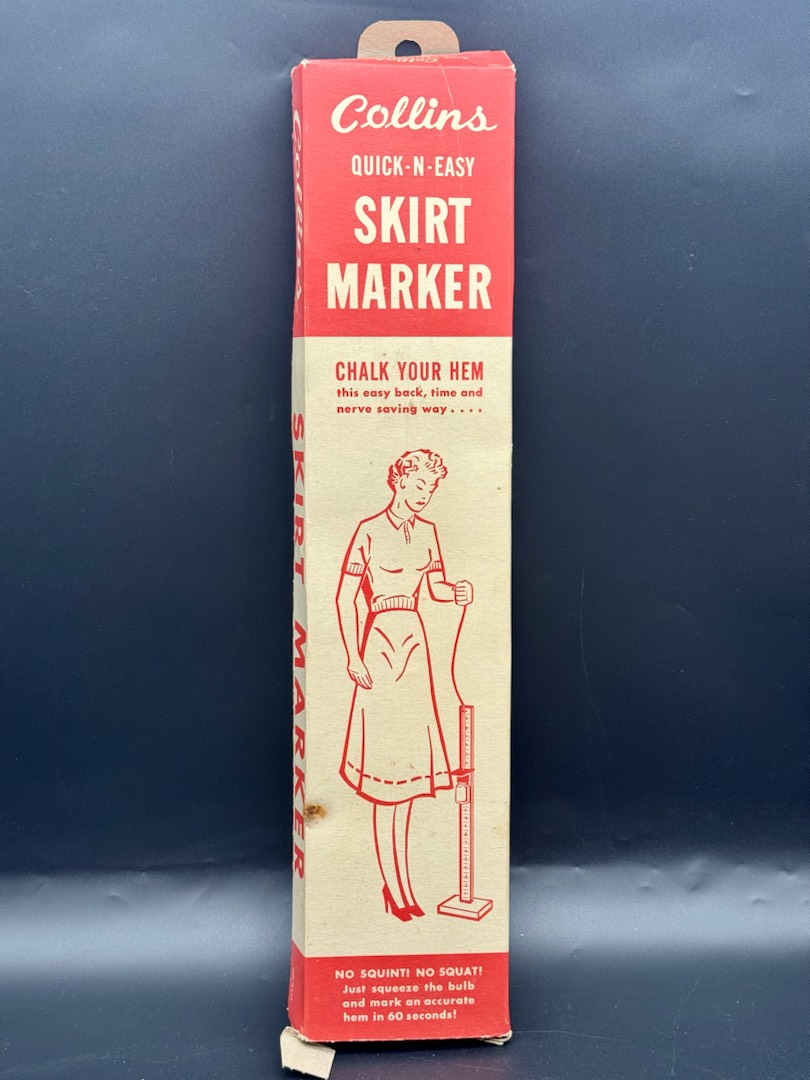 Collins
QUICK-N-EASY
SKIRT
MARKER
CHALK YOUR HEM
this easy back, time and
nerve saving way....
NO SQUINT! NO SQUAT!
Just squeeze the bulb
and mark an accurate
hem in 60 seconds!
Collins
SKIRT MARKER